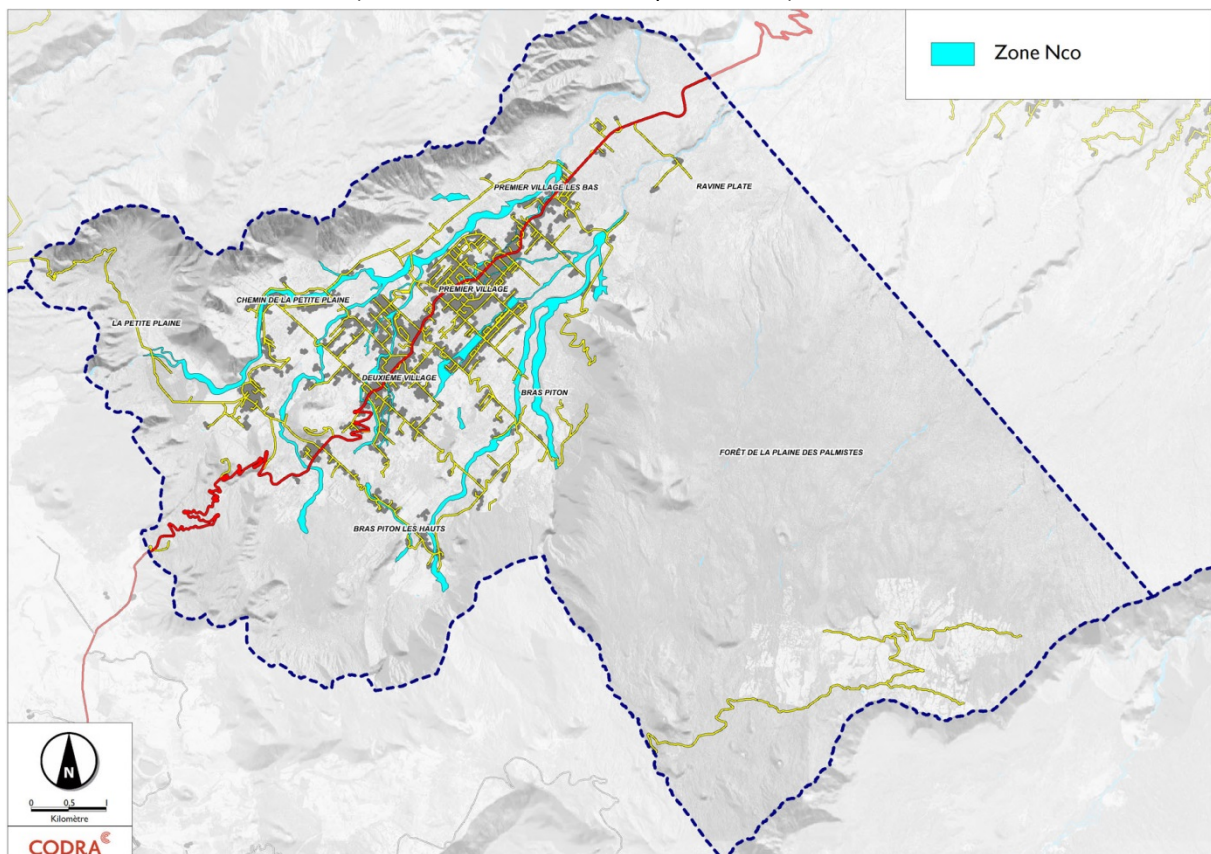 Zone Nco
PREMIER VILLAGE LES BAS
RAVINE PLATE
CHEMIN DE LA PETITE PLAINE
PREMIER VILLAGE
LA PETITE PLAINE
DEUXIÈME VILLAGE
BRAS PITON
FORÊT DE LA PLAINE DES PALMISTES
BRAS PITON LES HAUTS
N
0 0,5 1
Kilomètre
CODRA